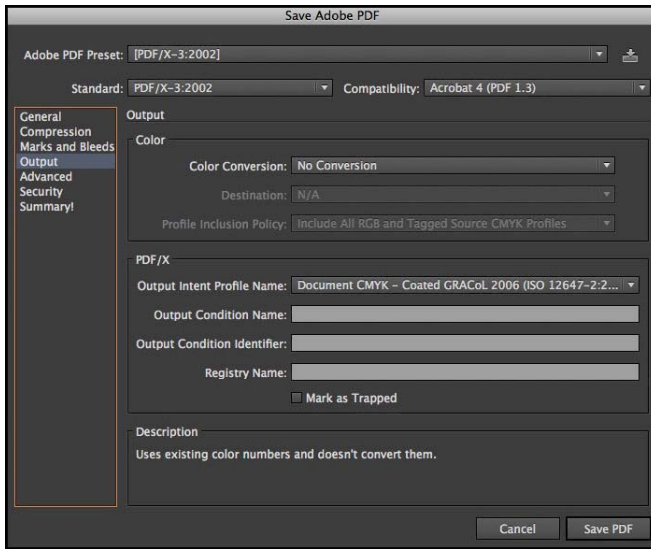 Save Adobe PDF
Adobe PDF Preset: [PDF/X-3:2002]
Standard: PDF/X-3:2002 Compatibility: Acrobat 4 (PDF 1.3)
General
Compression
Marks and Bleeds
Output
Advanced
Security
Summary!
Output
Color
Color Conversion: No Conversion
Destination: N/A
Profile Inclusion Policy: Include All RGB and Tagged Source CMYK Profiles
PDF/X
Output Intent Profile Name: Document CMYK – Coated GRACoL 2006 (ISO 12647-2:2...
Output Condition Name:
Output Condition Identifier:
Registry Name:
Mark as Trapped
Description
Uses existing color numbers and doesn't convert them.
Cancel Save PDF